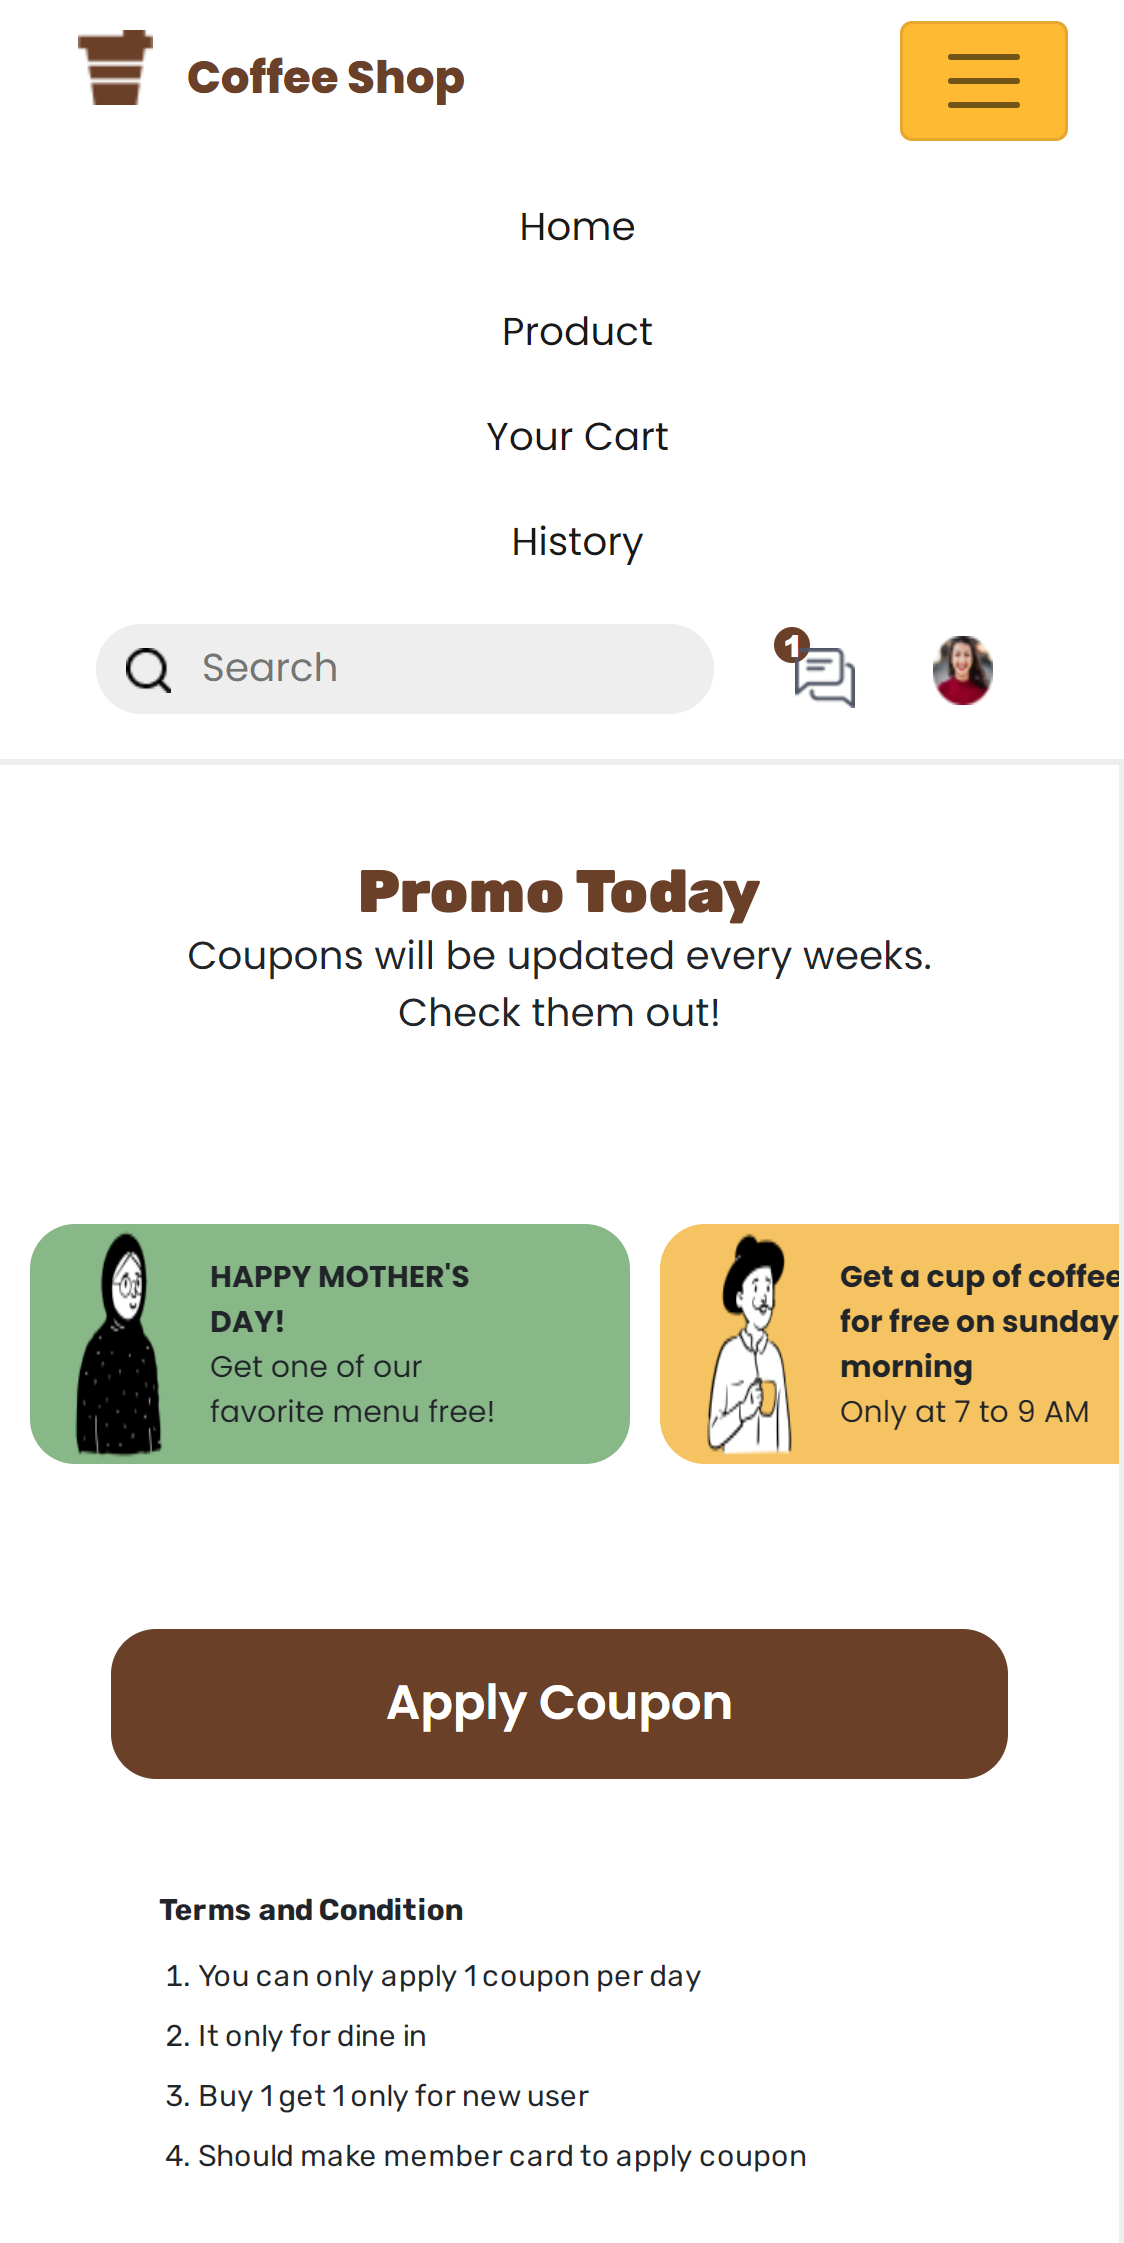 Coffee Shop
Home
Product
Your Cart
History
Search
1
Promo Today
Coupons will be updated every weeks.
Check them out!
HAPPY MOTHER'S
DAY!
Get one of our
favorite menu free!
Get a cup of coffee
for free on sunday
morning
Only at 7 to 9 AM
Apply Coupon
Terms and Condition
1. You can only apply 1 coupon per day
2. It only for dine in
3. Buy 1 get 1 only for new user
4. Should make member card to apply coupon